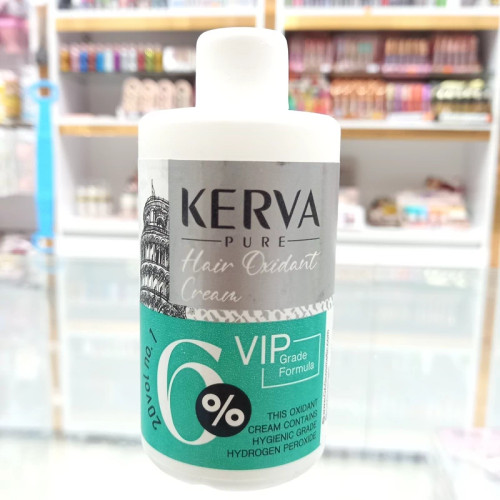 KERVA
PURE
Hair Oxidant
Cream
20vol no. 1
6%
VIP
Grade
Formula
THIS OXIDANT
CREAM CONTAINS
HYGIENIC GRADE
HYDROGEN PEROXIDE